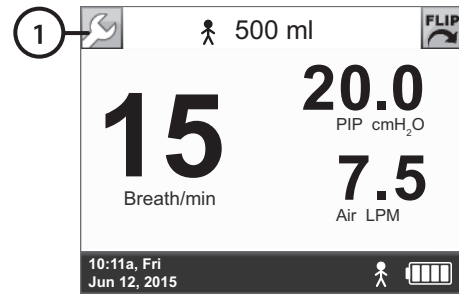 1
500 ml
FLIP
15
Breath/min
20.0
PIP cmH₂O
7.5
Air LPM
10:11a, Fri
Jun 12, 2015